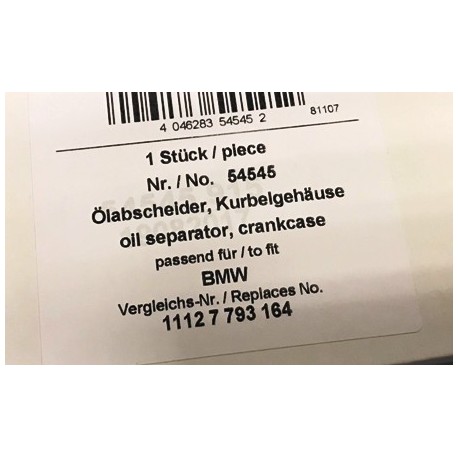 4 046283 54545 2
81107
1 Stück / piece
Nr. / No. 54545
Ölabscheider, Kurbelgehäuse
oil separator, crankcase
passend für / to fit
BMW
Vergleichs-Nr. / Replaces No.
1112 7 793 164